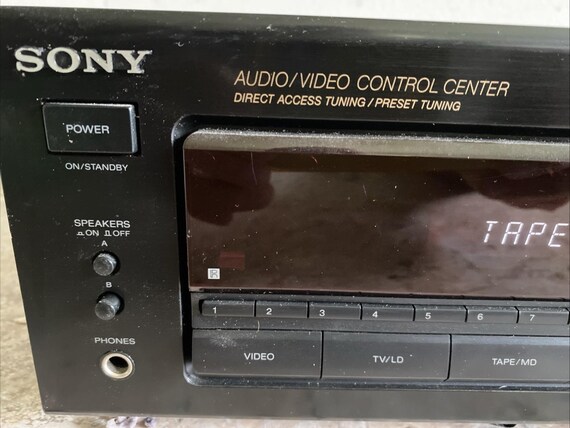 SONY
AUDIO/VIDEO CONTROL CENTER
DIRECT ACCESS TUNING / PRESET TUNING
POWER
ON/STANDBY
SPEAKERS
ON OFF
A
B
PHONES
TAPE
1 2 3 4 5 6 7
VIDEO TV/LD TAPE/MD